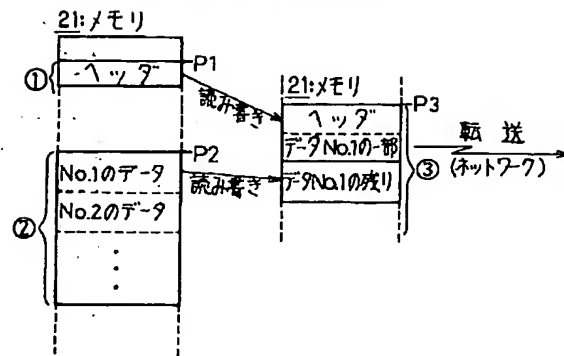 21:メモリ
P1
① ヘッダ
読み書き
21:メモリ
P3
ヘッダ
データNo.1の一部
データNo.1の残り
③
転送
(ネットワーク)
P2
No.1のデータ
読み書き
No.2のデータ
②